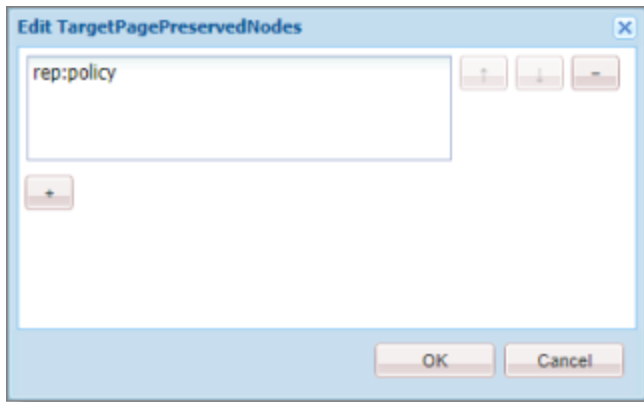 Edit TargetPagePreservedNodes
rep:policy
↑ ↓ -
+
OK Cancel